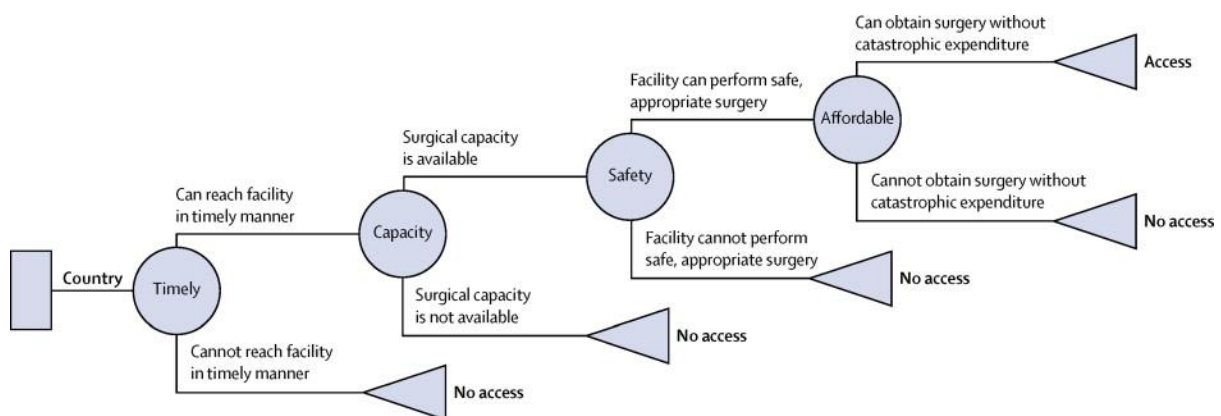 Can obtain surgery without
catastrophic expenditure
Access
Facility can perform safe,
appropriate surgery
Affordable
Surgical capacity
is available
Safety
Cannot obtain surgery without
catastrophic expenditure
No access
Can reach facility
in timely manner
Capacity
Facility cannot perform
safe, appropriate surgery
No access
Country
Timely
Surgical capacity
is not available
No access
Cannot reach facility
in timely manner
No access